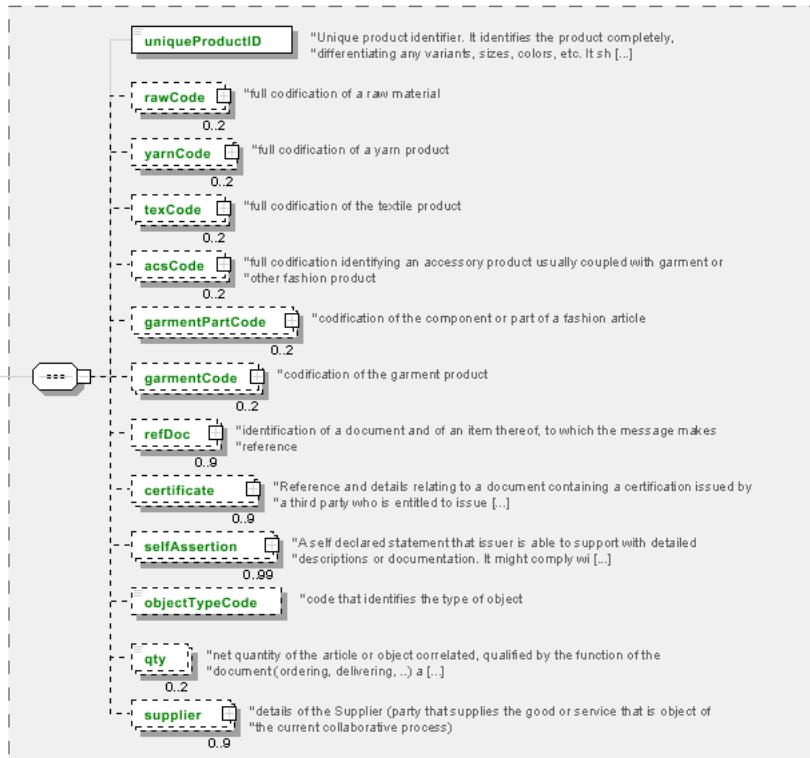 uniqueProductID
"Unique product identifier. It identifies the product completely,
"differentiating any variants, sizes, colors, etc. It sh [...]
rawCode
"full codification of a raw material
0..2
yarnCode
"full codification of a yarn product
0..2
texCode
"full codification of the textile product
0..2
acsCode
"full codification identifying an accessory product usually coupled with garment or
"other fashion product
0..2
garmentPartCode
"codification of the component or part of a fashion article
0..2
garmentCode
"codification of the garment product
0..2
refDoc
"identification of a document and of an item thereof, to which the message makes
"reference
0..9
certificate
"Reference and details relating to a document containing a certification issued by
"a third party who is entitled to issue [...]
0..9
selfAssertion
"A self declared statement that issuer is able to support with detailed
"descriptions or documentation. It might comply wi [...]
0..99
objectTypeCode
"code that identifies the type of object
qty
"net quantity of the article or object correlated, qualified by the function of the
"document (ordering, delivering, ..) a [...]
0..2
supplier
"details of the Supplier (party that supplies the good or service that is object of
"the current collaborative process)
0..9